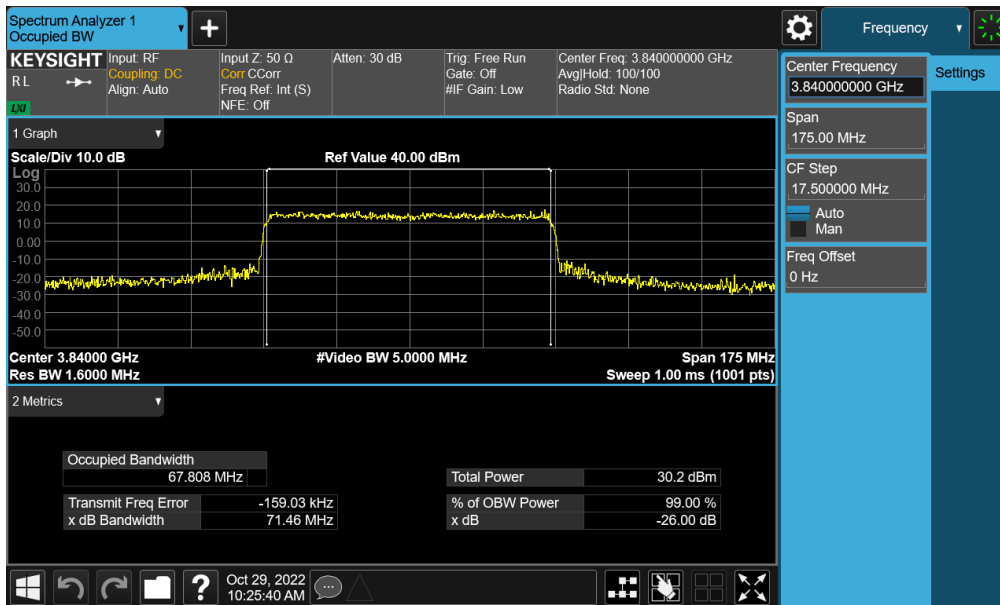 Spectrum Analyzer 1
Occupied BW
+
Frequency
KEYSIGHT
RL
LXI
Input: RF
Coupling: DC
Align: Auto
Input Z: 50 Ω
Corr CCorr
Freq Ref: Int (S)
NFE: Off
Atten: 30 dB
Trig: Free Run
Gate: Off
#IF Gain: Low
Center Freq: 3.840000000 GHz
Avg|Hold: 100/100
Radio Std: None
Center Frequency
3.840000000 GHz
Settings
Span
175.00 MHz
CF Step
17.500000 MHz
Auto
Man
Freq Offset
0 Hz
1 Graph
Scale/Div 10.0 dB
Ref Value 40.00 dBm
Log
30.0
20.0
10.0
0.00
-10.0
-20.0
-30.0
-40.0
-50.0
Center 3.84000 GHz
#Video BW 5.0000 MHz
Span 175 MHz
Res BW 1.6000 MHz
Sweep 1.00 ms (1001 pts)
2 Metrics
Occupied Bandwidth
67.808 MHz
Total Power 30.2 dBm
Transmit Freq Error -159.03 kHz
% of OBW Power 99.00 %
x dB Bandwidth 71.46 MHz
x dB -26.00 dB
?
Oct 29, 2022
10:25:40 AM